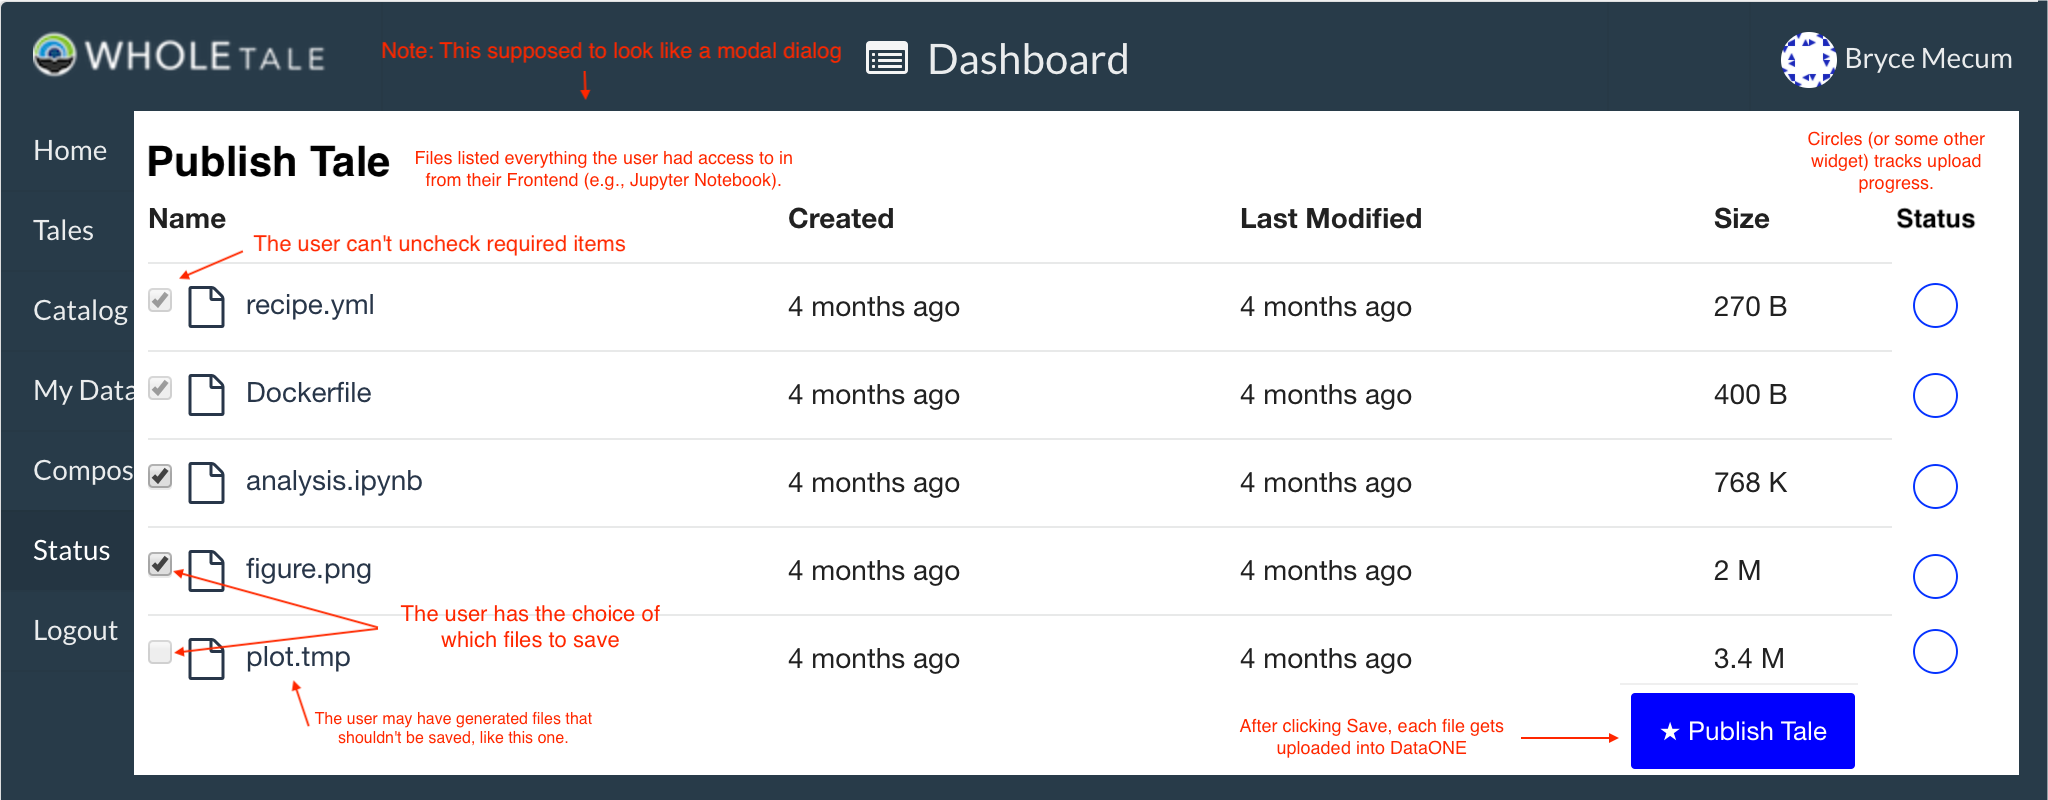 WHOLE TALE
Note: This supposed to look like a modal dialog
Dashboard
Bryce Mecum
Home
Tales
Catalog
My Data
Compos
Status
Logout
Publish Tale
Files listed everything the user had access to in
from their Frontend (e.g., Jupyter Notebook).
Circles (or some other
widget) tracks upload
progress.
Name Created Last Modified Size Status
The user can't uncheck required items
recipe.yml 4 months ago 4 months ago 270 B
Dockerfile 4 months ago 4 months ago 400 B
analysis.ipynb 4 months ago 4 months ago 768 K
figure.png 4 months ago 4 months ago 2 M
The user has the choice of
which files to save
plot.tmp 4 months ago 4 months ago 3.4 M
The user may have generated files that
shouldn't be saved, like this one.
After clicking Save, each file gets
uploaded into DataONE
★ Publish Tale